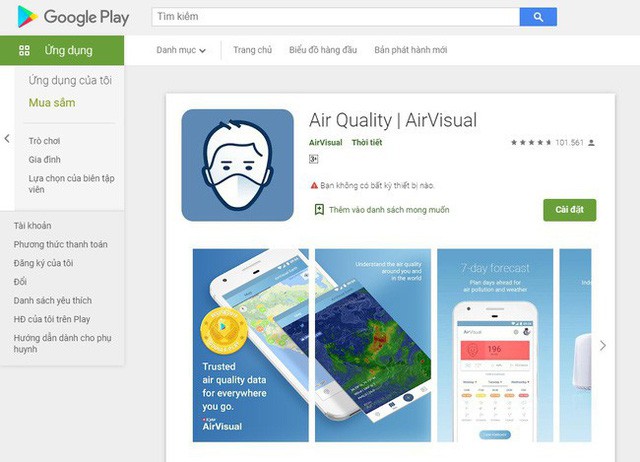 Google Play
Tìm kiếm
Ứng dụng
Danh mục
Trang chủ
Biểu đồ hàng đầu
Bản phát hành mới
Ứng dụng của tôi
Mua sắm
Trò chơi
Gia đình
Lựa chọn của biên tập
viên
Tài khoản
Phương thức thanh toán
Đăng ký của tôi
Đổi
Danh sách yêu thích
HĐ của tôi trên Play
Hướng dẫn dành cho phụ
huynh
Air Quality | AirVisual
AirVisual Thời tiết
101.561
3+
Bạn không có bất kỳ thiết bị nào.
Thêm vào danh sách mong muốn
Cài đặt
Trusted
air quality data
for everywhere
you go.
AirVisual
Understand the air quality
around you and
in the world
7-day forecast
Plan days ahead for
air pollution and weather
AirVisual
196